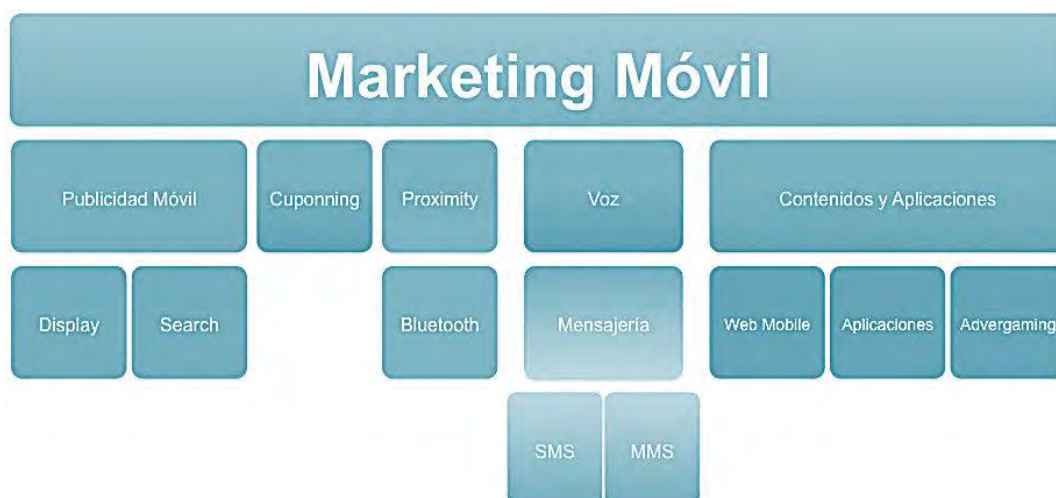 Marketing Móvil
Publicidad Móvil
Cuponning
Proximity
Voz
Contenidos y Aplicaciones
Display
Search
Bluetooth
Mensajería
Web Mobile
Aplicaciones
Advergaming
SMS
MMS